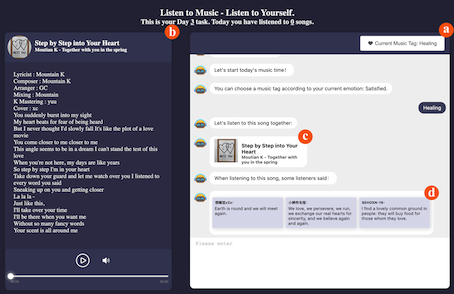 Listen to Music - Listen to Yourself.
This is your Day 3 task. Today you have listened to 0 songs.
a
b
Step by Step into Your Heart
Moutian K - Together with you in the spring
Lyricist : Mountain K
Composer : Mountain K
Arranger : GC
Mixing : Mountain
K Mastering : yuu
Cover : xc
You suddenly burst into my sight
My heart beats for fear of being heard
But I never thought I'd slowly fall It's like the plot of a love
movie
You come closer to me closer to me
This angle seems to be in a dream I can't stand the test of this
love
When you're not here, my days are like years
So step by step I'm in your heart
Take down your guard and let me watch over you I listened to
every word you said
Sneaking up on you and getting closer
La la la -
Just like this,
I'll take over your time
I'll be there when you want me
Without so many fancy words
Your scent is all around me
Current Music Tag: Healing
Let's start today's music time!
You can choose a music tag according to your current emotion: Satisfied.
Healing
Let's listen to this song together:
c
Step by Step into Your
Heart
Moutian K - Together with
you in the spring
When listening to this song, some listeners said:
d
Earth is round and we will meet
again.
We love, we persevere, we run,
we exchange our real hearts
for sincerity, and we believe again
and again.
I find a lovely common ground in
people: they will buy food for
those whom they love.
Please enter